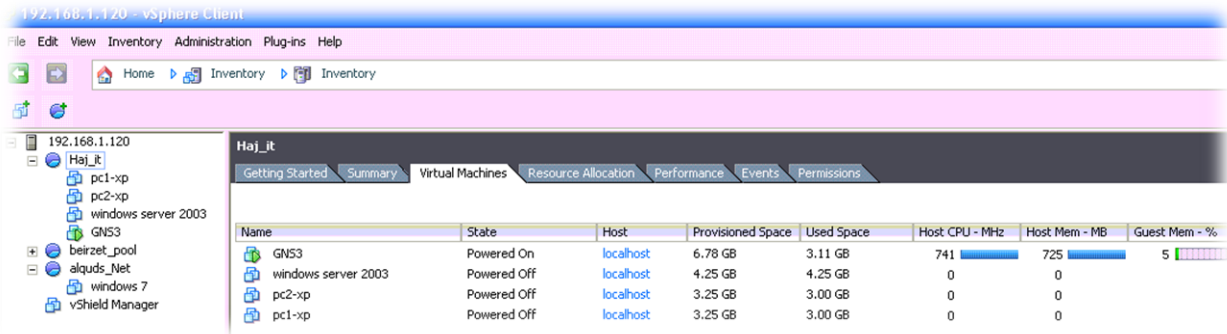 192.168.1.120 - vSphere Client
File Edit View Inventory Administration Plug-ins Help
Home Inventory Inventory
192.168.1.120
Haj_it
pc1-xp
pc2-xp
windows server 2003
GNS3
beirzet_pool
alquds_Net
windows 7
vShield Manager
Haj_it
Getting Started Summary Virtual Machines Resource Allocation Performance Events Permissions
Name State Host Provisioned Space Used Space Host CPU - MHz Host Mem - MB Guest Mem - %
GNS3 Powered On localhost 6.78 GB 3.11 GB 741 725 5
windows server 2003 Powered Off localhost 4.25 GB 4.25 GB 0 0
pc2-xp Powered Off localhost 3.25 GB 3.00 GB 0 0
pc1-xp Powered Off localhost 3.25 GB 3.00 GB 0 0